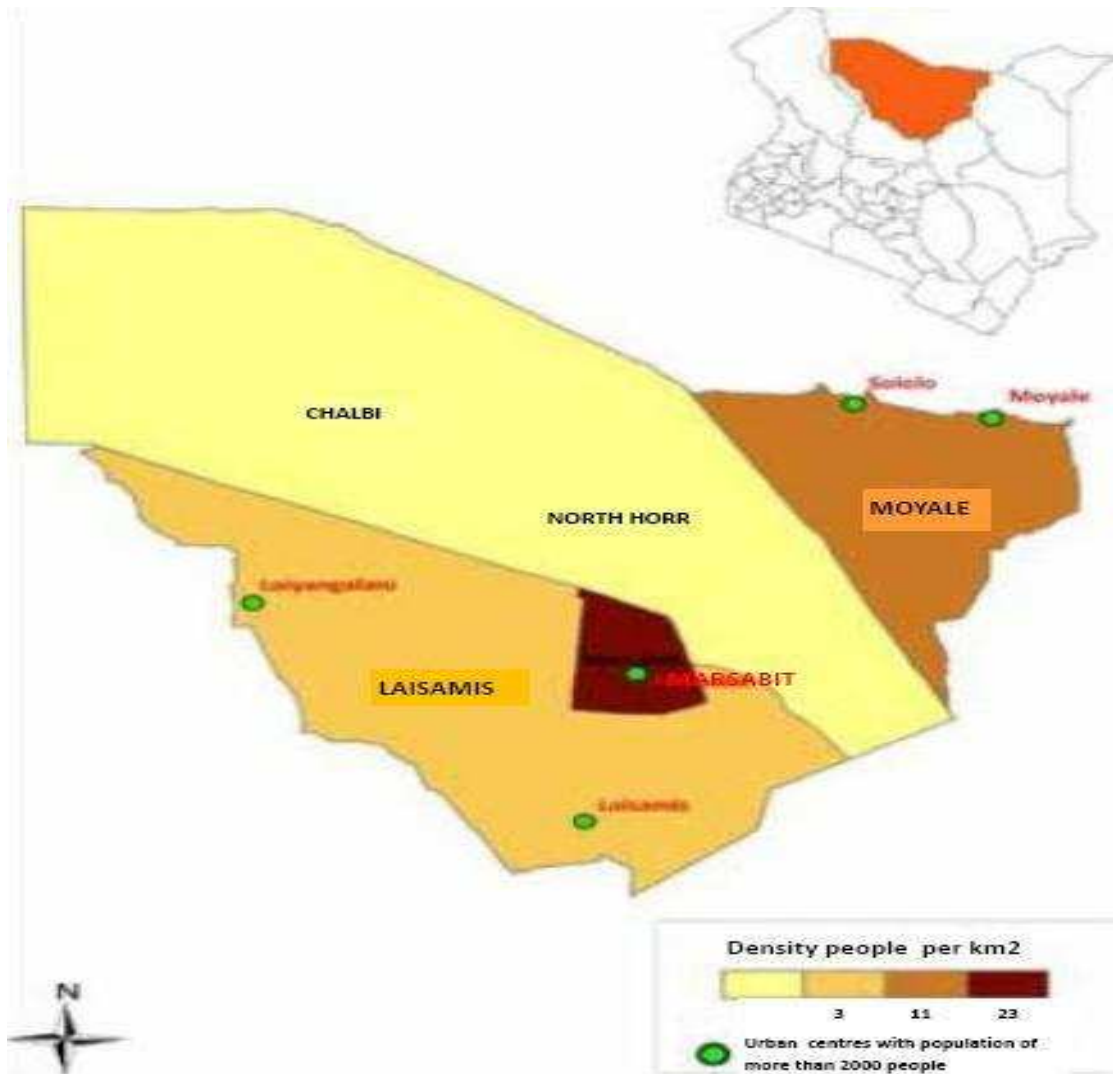 Sololo
Moyale
CHALBI
MOYALE
NORTH HORR
Loiyangallani
LAISAMIS
MARSABIT
Laisamis
Density people per km2
3 11 23
N
Urban centres with population of
more than 2000 people